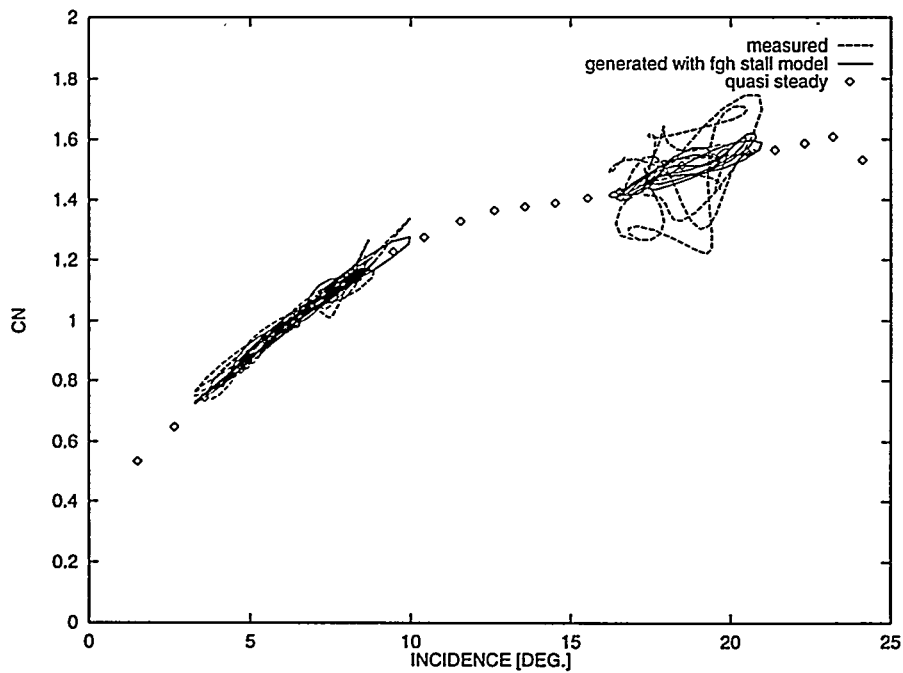 2
1.8
1.6
1.4
1.2
1
0.8
0.6
0.4
0.2
0
CN
measured
generated with fgh stall model
quasi steady
0 5 10 15 20 25
INCIDENCE [DEG.]